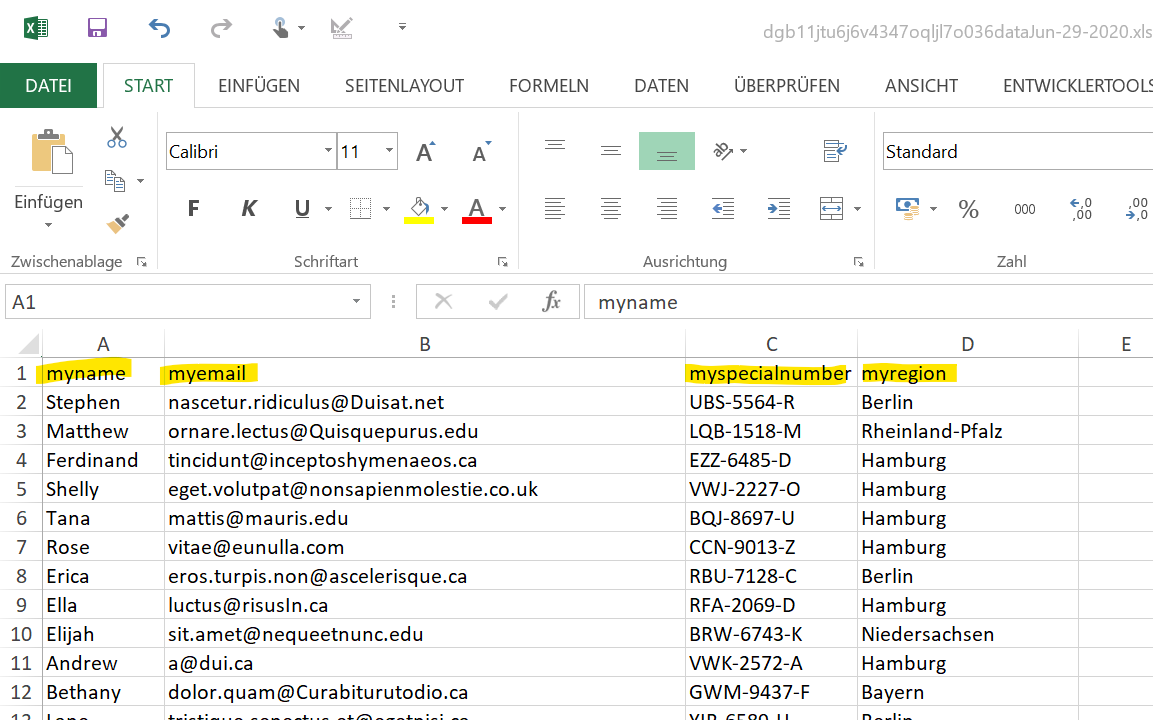 dgb11jtu6j6v4347oqljl7o036dataJun-29-2020.xls
DATEI START EINFÜGEN SEITENLAYOUT FORMELN DATEN ÜBERPRÜFEN ANSICHT ENTWICKLERTOOLS
Calibri 11 Standard
Einfügen F K U A % 000 ,0 ,00 ,00 ,0
Zwischenablage Schriftart Ausrichtung Zahl
A1 fx myname
A B C D E
1 myname myemail myspecialnumber myregion
2 Stephen nascetur.ridiculus@Duisat.net UBS-5564-R Berlin
3 Matthew ornare.lectus@Quisquepurus.edu LQB-1518-M Rheinland-Pfalz
4 Ferdinand tincidunt@inceptoshymenaeos.ca EZZ-6485-D Hamburg
5 Shelly eget.volutpat@nonsapienmolestie.co.uk VWJ-2227-O Hamburg
6 Tana mattis@mauris.edu BQJ-8697-U Hamburg
7 Rose vitae@eunulla.com CCN-9013-Z Hamburg
8 Erica eros.turpis.non@ascelerisque.ca RBU-7128-C Berlin
9 Ella luctus@risusIn.ca RFA-2069-D Hamburg
10 Elijah sit.amet@nequeetnunc.edu BRW-6743-K Niedersachsen
11 Andrew a@dui.ca VWK-2572-A Hamburg
12 Bethany dolor.quam@Curabiturutodio.ca GWM-9437-F Bayern